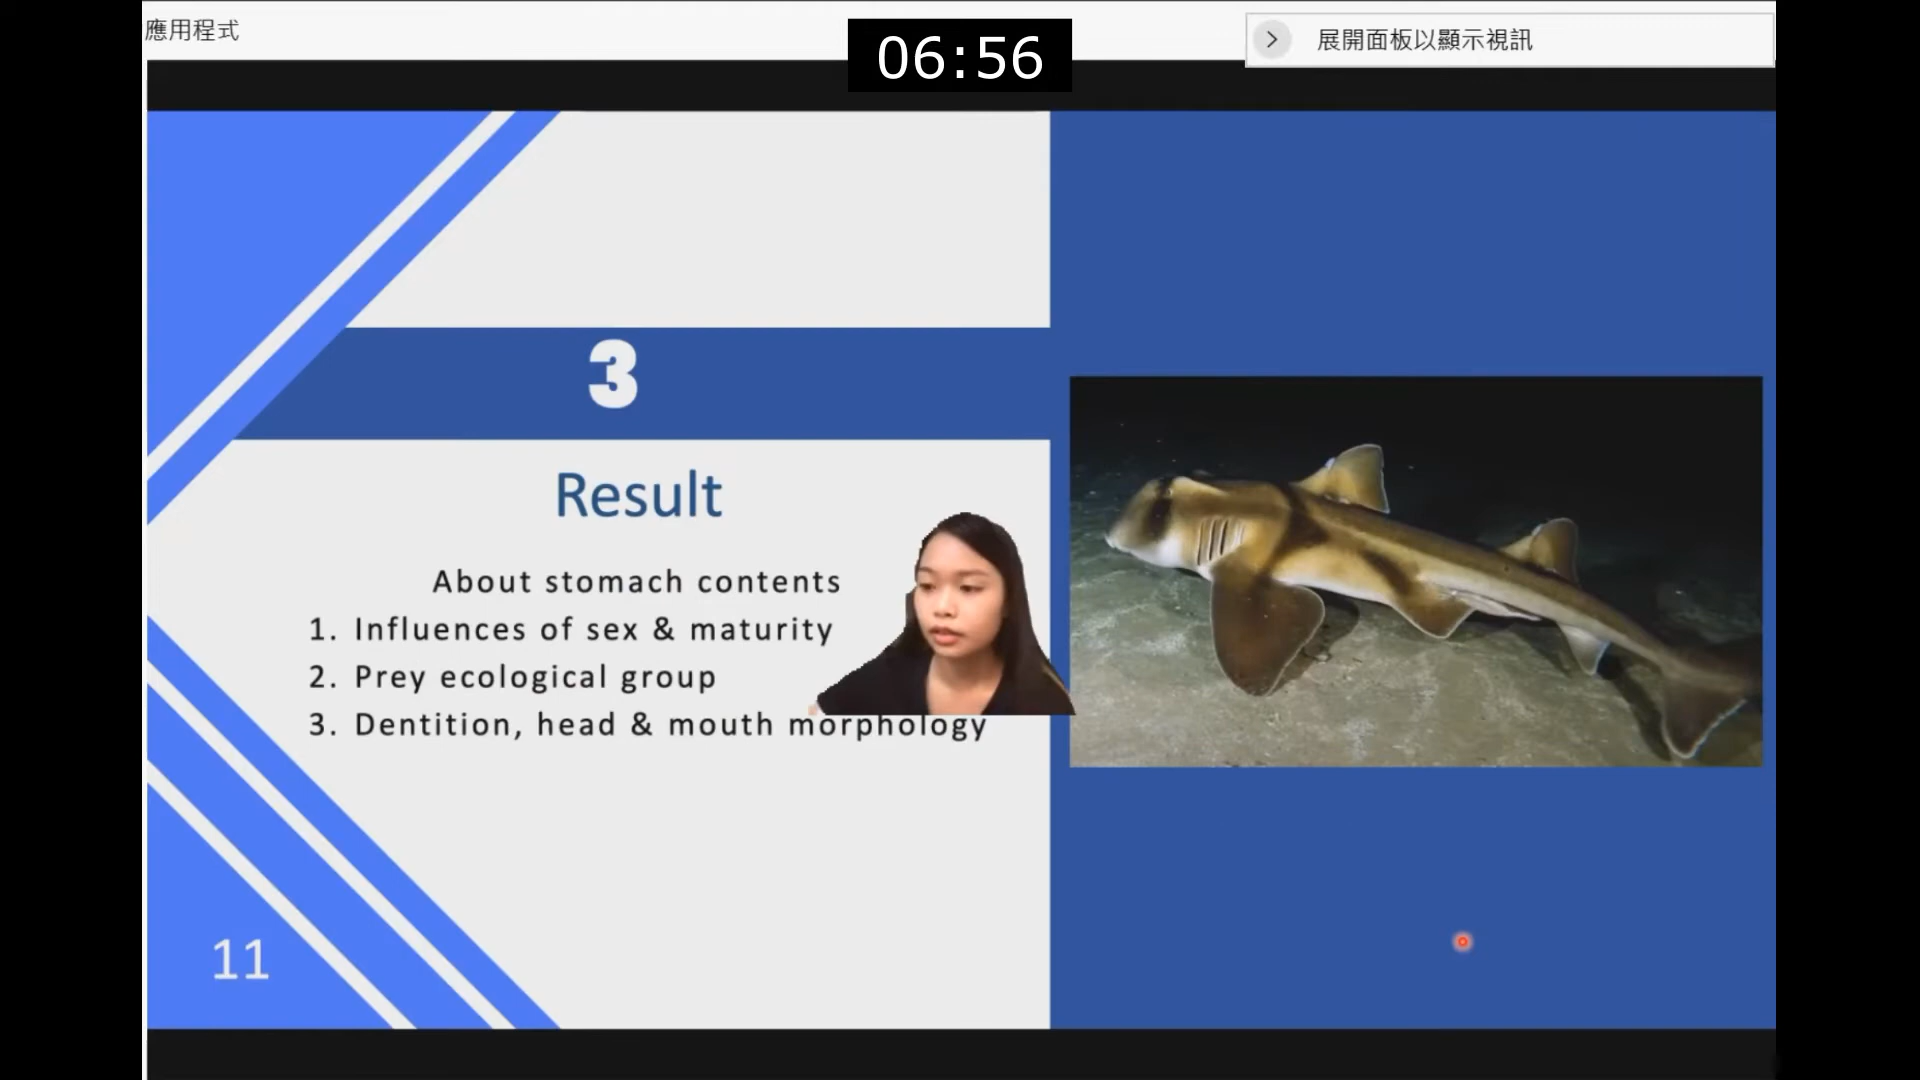 應用程式
06:56
展開面板以顯示視訊
3
Result
About stomach contents
1. Influences of sex & maturity
2. Prey ecological group
3. Dentition, head & mouth morphology
11